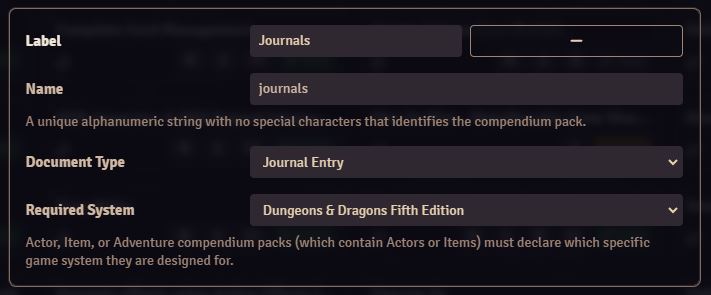 Label Journals —
Name journals
A unique alphanumeric string with no special characters that identifies the compendium pack.
Document Type Journal Entry
Required System Dungeons & Dragons Fifth Edition
Actor, Item, or Adventure compendium packs (which contain Actors or Items) must declare which specific
game system they are designed for.